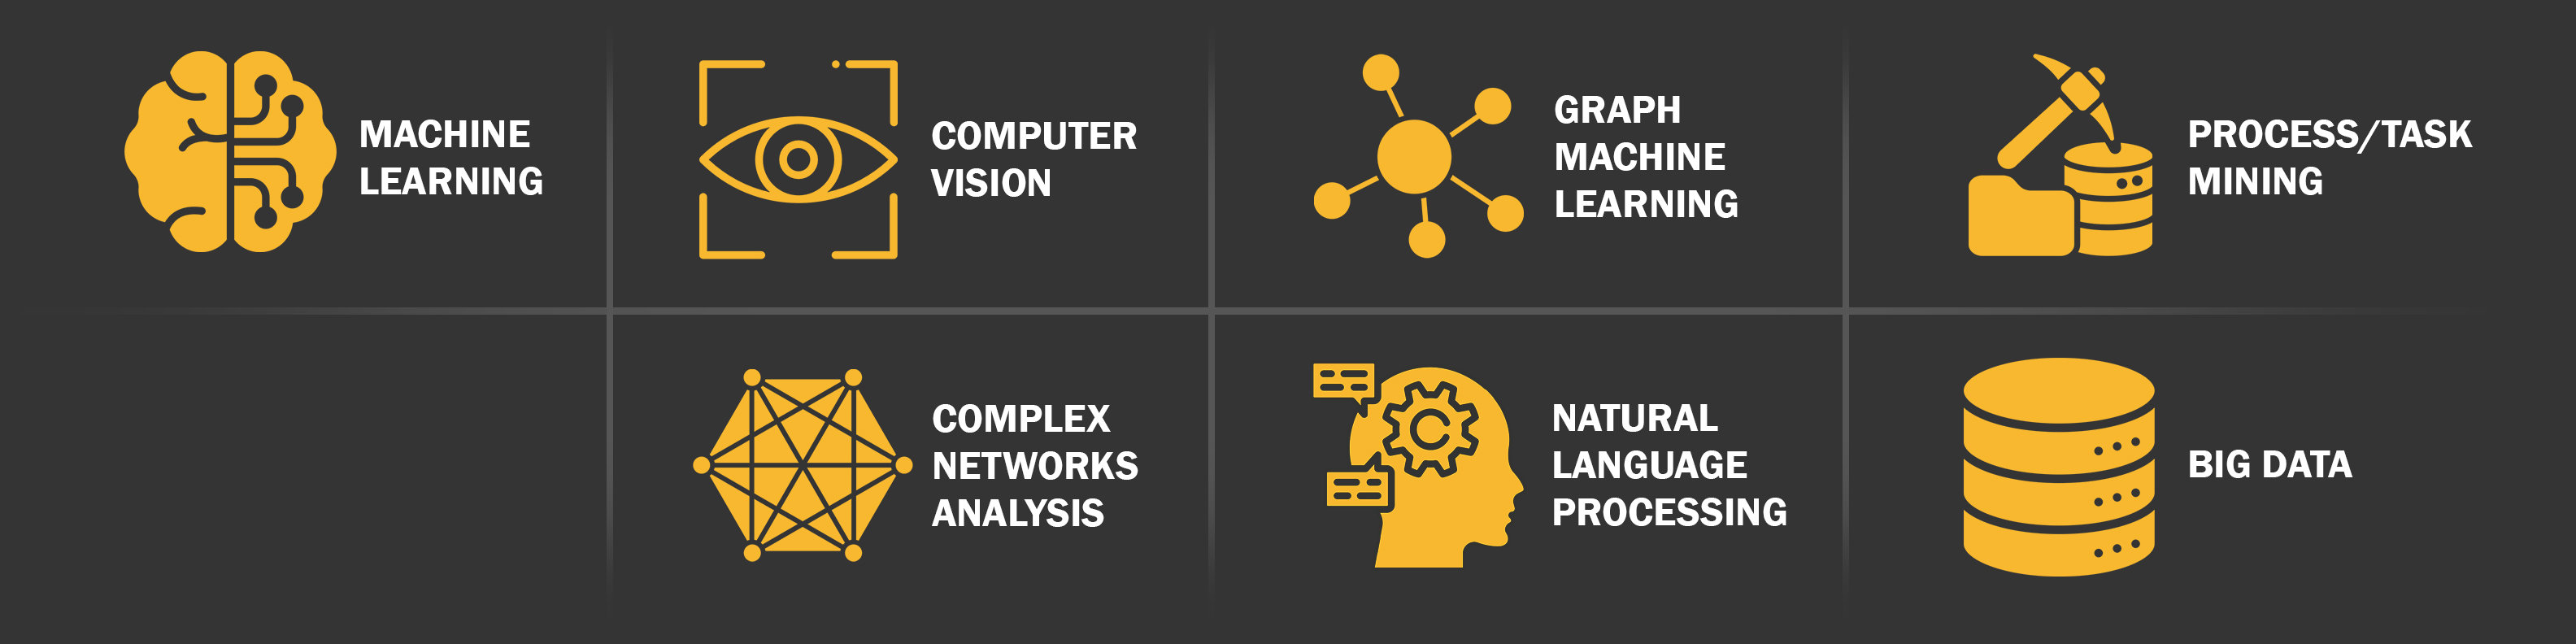 MACHINE
LEARNING
COMPUTER
VISION
GRAPH
MACHINE
LEARNING
PROCESS/TASK
MINING
COMPLEX
NETWORKS
ANALYSIS
NATURAL
LANGUAGE
PROCESSING
BIG DATA